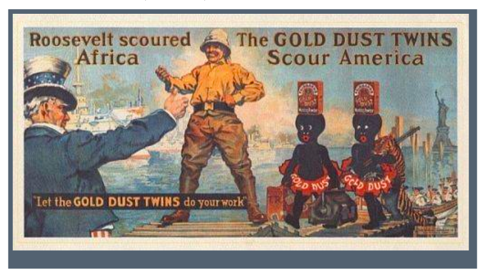 Roosevelt scoured
Africa
The GOLD DUST TWINS
Scour America
GOLD DUST
GOLD DUST
"Let the GOLD DUST TWINS do your work"